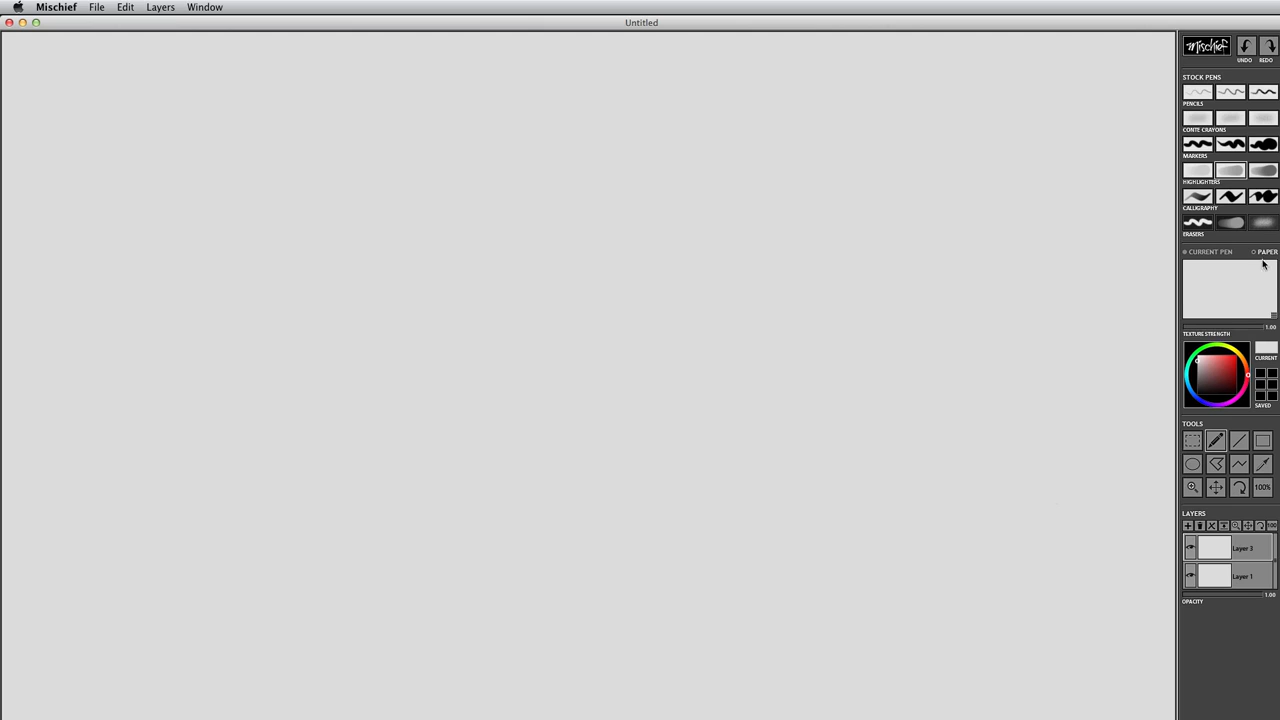 Mischief File Edit Layers Window
Untitled
mischief
UNDO REDO
STOCK PENS
PENCILS
CONTE CRAYONS
MARKERS
HIGHLIGHTERS
CALLIGRAPHY
ERASERS
CURRENT PEN PAPER
1.00
TEXTURE STRENGTH
CURRENT
SAVED
TOOLS
100%
LAYERS
Layer 3
Layer 1
1.00
OPACITY